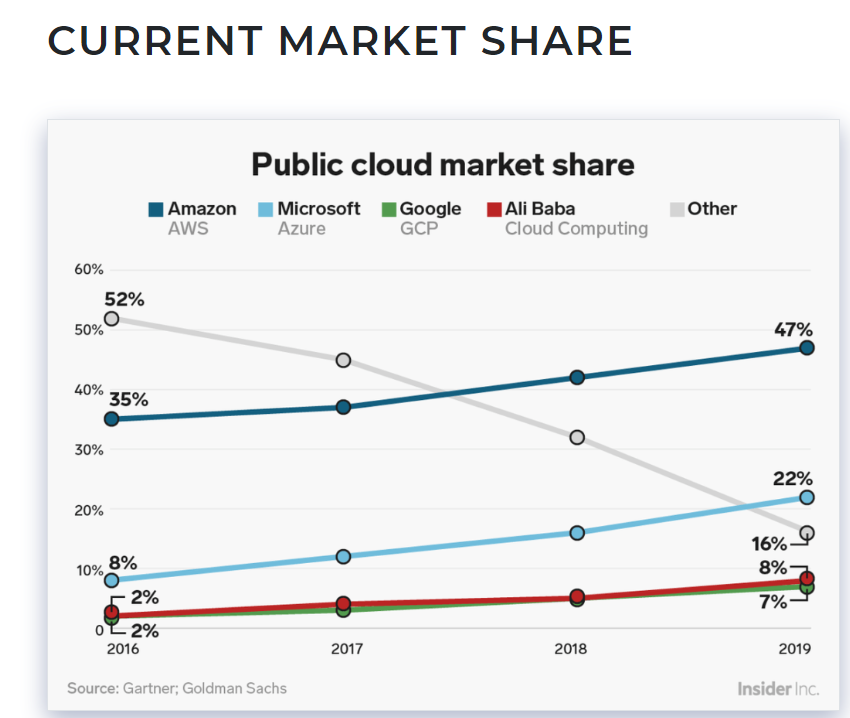 CURRENT MARKET SHARE
Public cloud market share
Amazon Microsoft Google Ali Baba Other
AWS Azure GCP Cloud Computing
60%
52%
50%
47%
40%
35%
30%
22%
20%
16%
10%
8%
8%
2%
7%
0
2%
2016 2017 2018 2019
Source: Gartner; Goldman Sachs
Insider Inc.